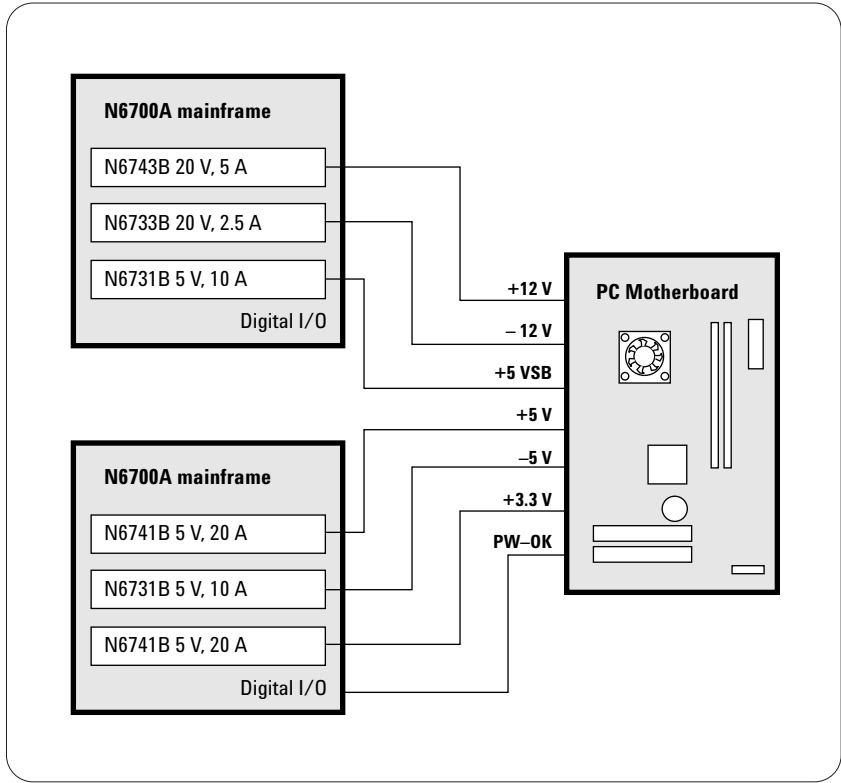 N6700A mainframe
N6743B 20 V, 5 A
N6733B 20 V, 2.5 A
N6731B 5 V, 10 A
Digital I/O
N6700A mainframe
N6741B 5 V, 20 A
N6731B 5 V, 10 A
N6741B 5 V, 20 A
Digital I/O
+12 V
– 12 V
+5 VSB
+5 V
–5 V
+3.3 V
PW–OK
PC Motherboard